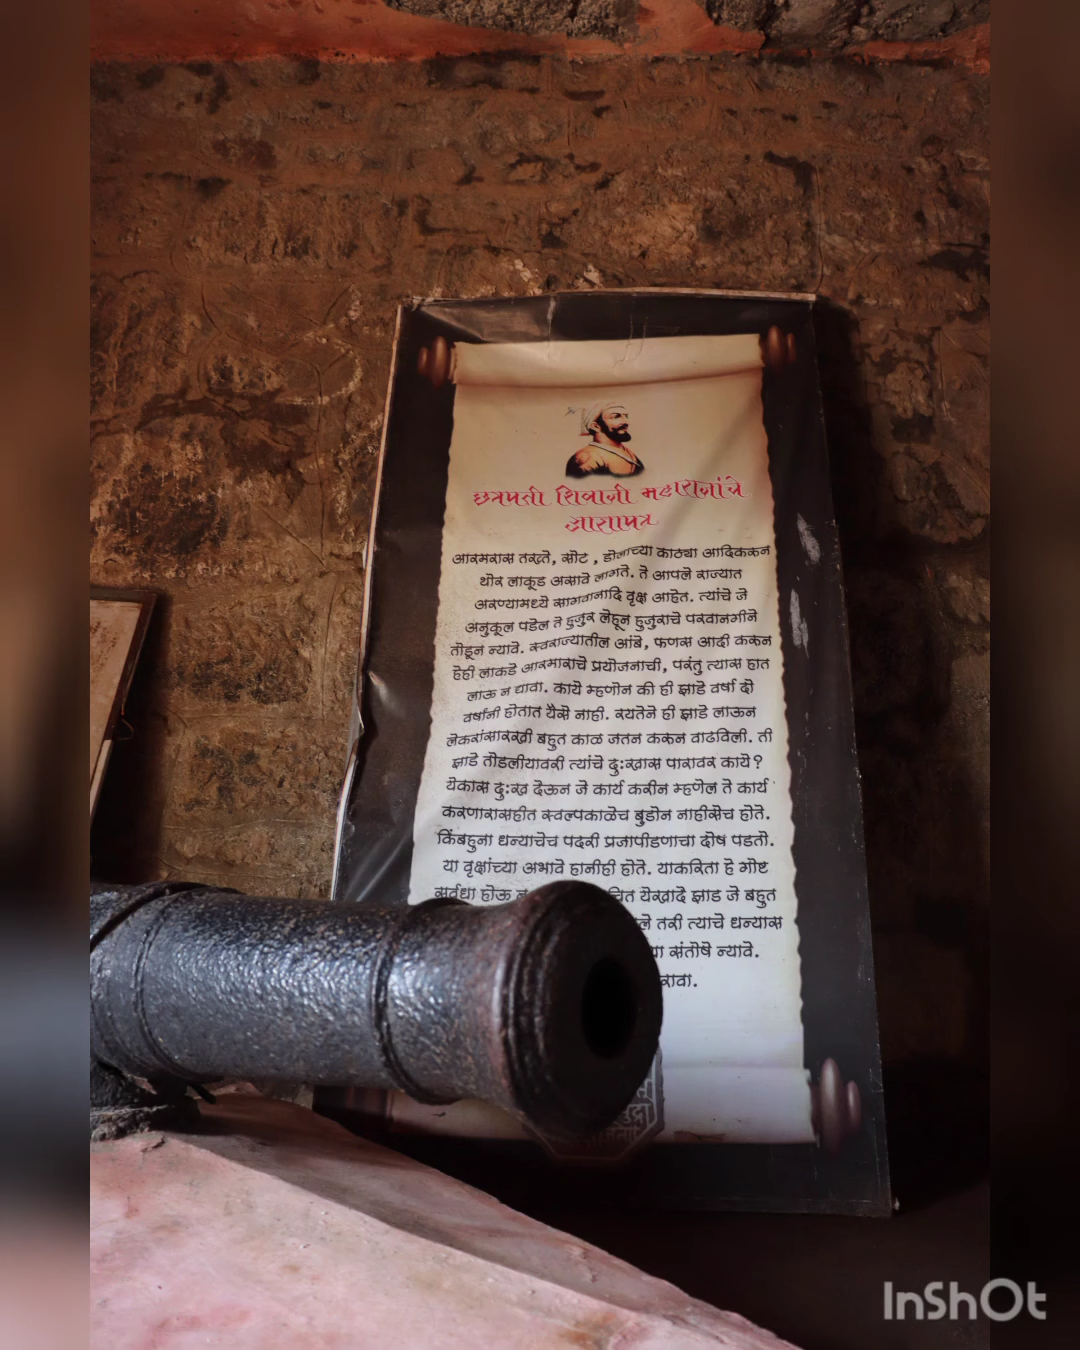 छत्रपती शिवाजी महाराजांचे
आज्ञापत्र
आरमारास तख्ते, सोट , डोलाच्या काठ्या आदिकरून
थोर लाकूड असावे लागते. ते आपले राज्यात
अरण्यामध्ये सागवानादि वृक्ष आहेत. त्यांचे जे
अनुकूल पडेल ते हुजुर लेहून हुजुराचे परवानगीने
तोडून न्यावे. स्वराज्यातील आंबे, फणस आदी करून
हेही लाकडे आरमाराचे प्रयोजनाची, परंतु त्यास हात
लाऊ न द्यावा. काये म्हणोन की ही झाडे वर्षा दो
वर्षांनी होतात यैसे नाही. रयतेने ही झाडे लाऊन
लेकरांसारखी बहुत काळ जतन करून वाढविली. ती
झाडे तोडलीयावरी त्यांचे दुःखास पारावर काये?
येकास दुःख देऊन जे कार्य करीन म्हणेल ते कार्य
करणारासहीत स्वल्पकाळेच बुडोन नाहीसेच होते.
किंबहुना धन्याचेच पदरी प्रजापीडणाचा दोष पडतो.
या वृक्षांच्या अभावे हानीही होते. याकरिता हे गोष्ट
सर्वथा होऊ येखादे झाड जे बहुत
तरी त्याचे धन्यास
संतोषे न्यावे.
InShOt